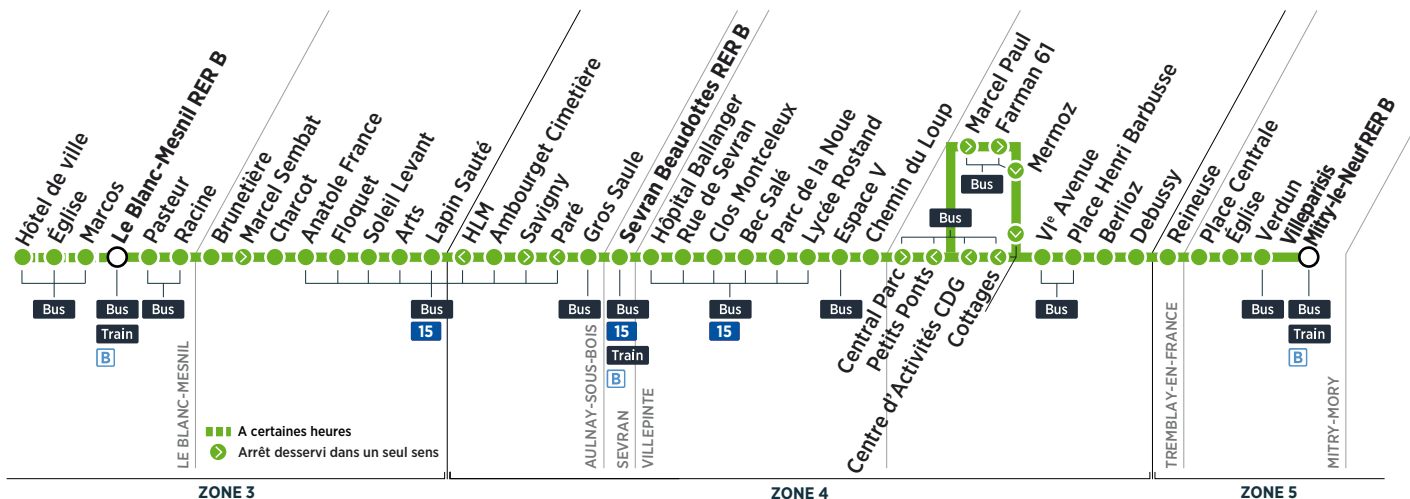 Hôtel de ville
Église
Marcos
Le Blanc-Mesnil RER B
Pasteur
Racine
Brunetière
Marcel Sembat
Charcot
Anatole France
Floquet
Soleil Levant
Arts
Lapin Sauté
HLM
Ambourget Cimetière
Savigny
Paré
Gros Saule
Sevran Beaudottes RER B
Hôpital Ballanger
Rue de Sevran
Clos Montceleux
Bec Salé
Parc de la Noue
Lycée Rostand
Espace V
Chemin du Loup
Marcel Paul
Farman 61
Mermoz
Bus
Bus
Central Parc
Petits Ponts
Centre d'Activités CDG
Cottages
VIe Avenue
Place Henri Barbusse
Berlioz
Debussy
Reineuse
Place Centrale
Église
Verdun
Villeparisis
Mitry-le-Neuf RER B
Bus
Bus
Train
B
Bus
Bus
15
Bus
Bus
15
Train
B
Bus
15
Bus
Bus
Bus
Bus
Train
B
LE BLANC-MESNIL
AULNAY-SOUS-BOIS
SEVRAN
VILLEPINTE
TREMBLAY-EN-FRANCE
MITRY-MORY
A certaines heures
Arrêt desservi dans un seul sens
ZONE 3
ZONE 4
ZONE 5